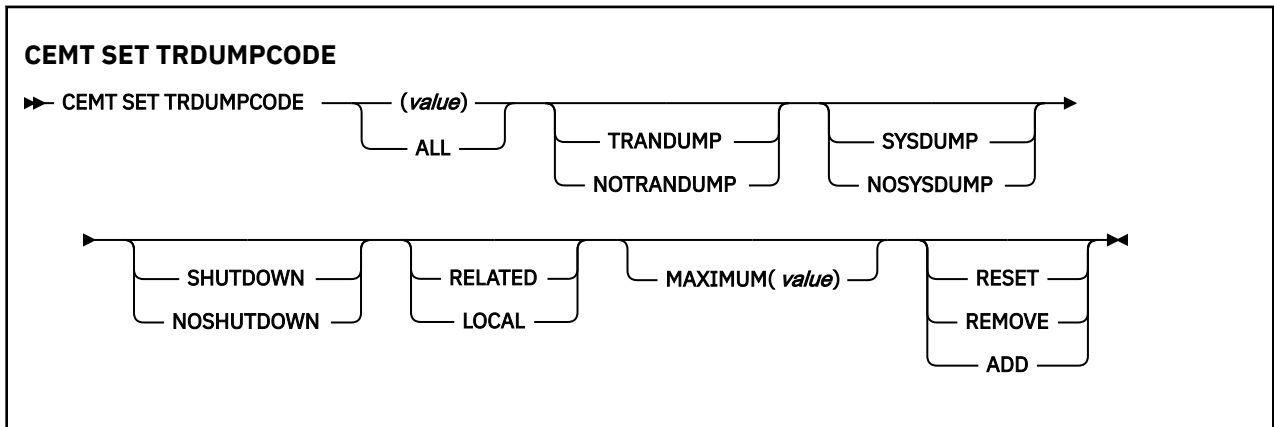 CEMT SET TRDUMPCODE
CEMT SET TRDUMPCODE (value) 
ALL
TRANDUMP
NOTRANDUMP
SYSDUMP
NOSYSDUMP
SHUTDOWN
NOSHUTDOWN
RELATED
LOCAL
MAXIMUM( value)
RESET
REMOVE
ADD